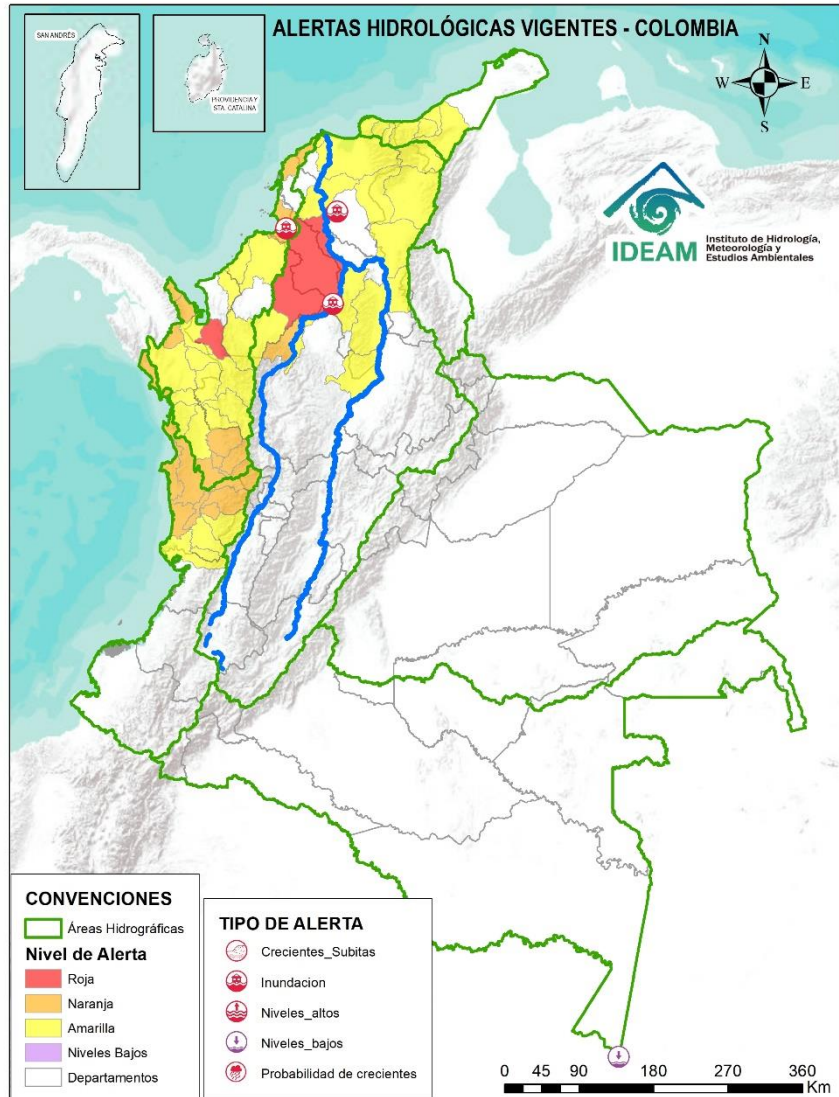 ALERTAS HIDROLÓGICAS VIGENTES - COLOMBIA
SAN ANDRÉS
PROVIDENCIA Y
STA. CATALINA
N
W
E
S
IDEAM
Instituto de Hidrología,
Meteorología y
Estudios Ambientales
CONVENCIONES
Áreas Hidrográficas
Nivel de Alerta
Roja
Naranja
Amarilla
Niveles Bajos
Departamentos
TIPO DE ALERTA
Crecientes_Subitas
Inundacion
Niveles_altos
Niveles_bajos
Probabilidad de crecientes
0 45 90 180 270 360
Km